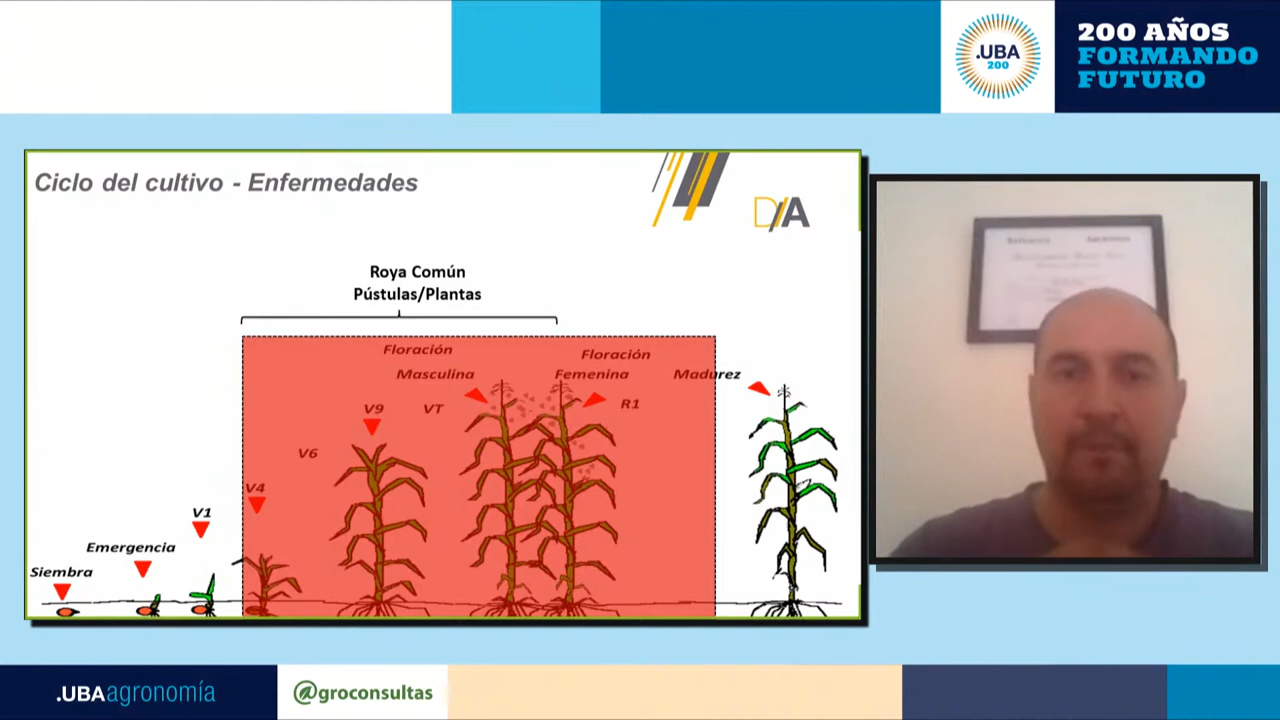 .UBA
200
200 AÑOS
FORMANDO
FUTURO
Ciclo del cultivo - Enfermedades
D/A
Roya Común
Pústulas/Plantas
Floración
Masculina
Floración
Femenina
Madurez
V9
VT
R1
V6
V4
V1
Emergencia
Siembra
.UBAagronomía
@groconsultas